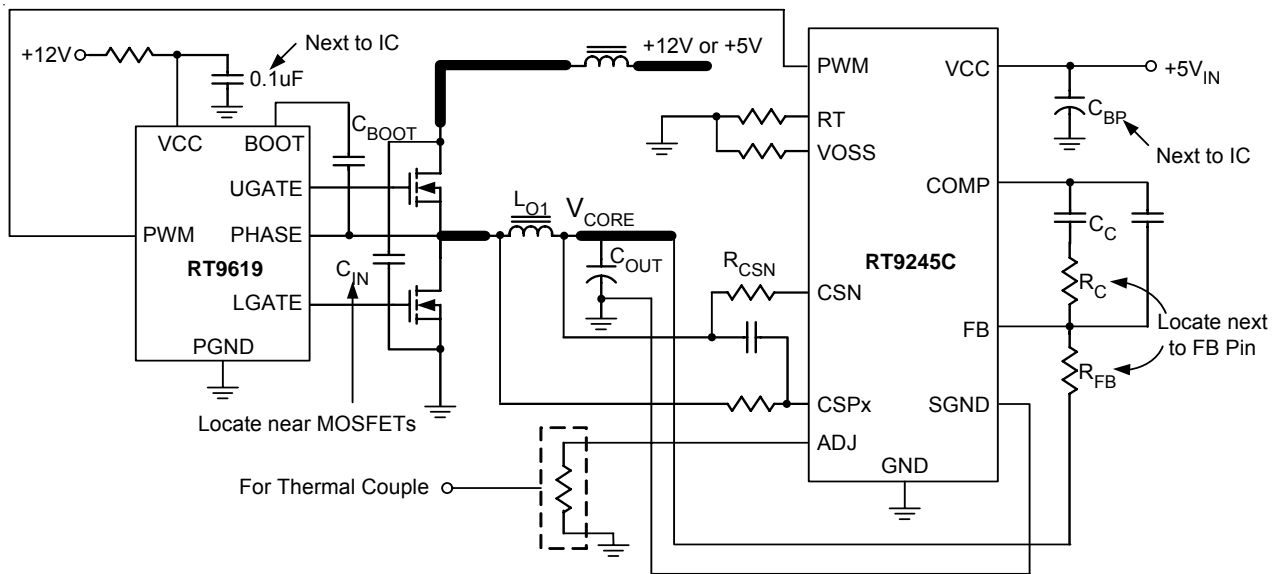 +12V
Next to IC
0.1uF
+12V or +5V
PWM
VCC
+5VIN
CBP
Next to IC
RT
VOSS
VCC
BOOT
CBOOT
UGATE
PWM
PHASE
RT9619
LGATE
PGND
CIN
LO1
VCORE
COUT
RCSN
CSN
COMP
CC
RT9245C
RC
FB
Locate next
to FB Pin
RFB
CSPx
SGND
ADJ
GND
Locate near MOSFETs
For Thermal Couple